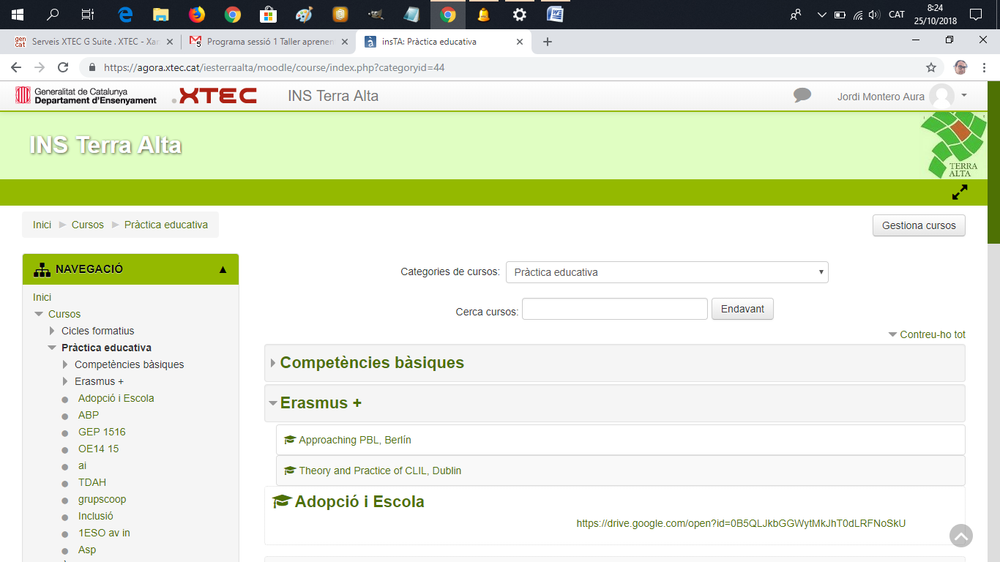 CAT
8:24
25/10/2018
gen cat
Serveis XTEC G Suite . XTEC - Xar
Programa sessió 1 Taller aprenen
insTA: Pràctica educativa
https://agora.xtec.cat/iesterraalta/moodle/course/index.php?categoryid=44
Generalitat de Catalunya
Departament d'Ensenyament
XTEC
INS Terra Alta
Jordi Montero Aura
INS Terra Alta
TERRA
ALTA
Inici
Cursos
Pràctica educativa
Gestiona cursos
NAVEGACIÓ
Inici
Cursos
Cicles formatius
Pràctica educativa
Competències bàsiques
Erasmus +
Adopció i Escola
ABP
GEP 1516
OE14 15
ai
TDAH
grupscoop
Inclusió
1ESO av in
Asp
Categories de cursos:
Pràctica educativa
Cerca cursos:
Endavant
Contreu-ho tot
Competències bàsiques
Erasmus +
Approaching PBL, Berlín
Theory and Practice of CLIL, Dublin
Adopció i Escola
https://drive.google.com/open?id=0B5QLJkbGGWytMkJhT0dLRFNoSkU